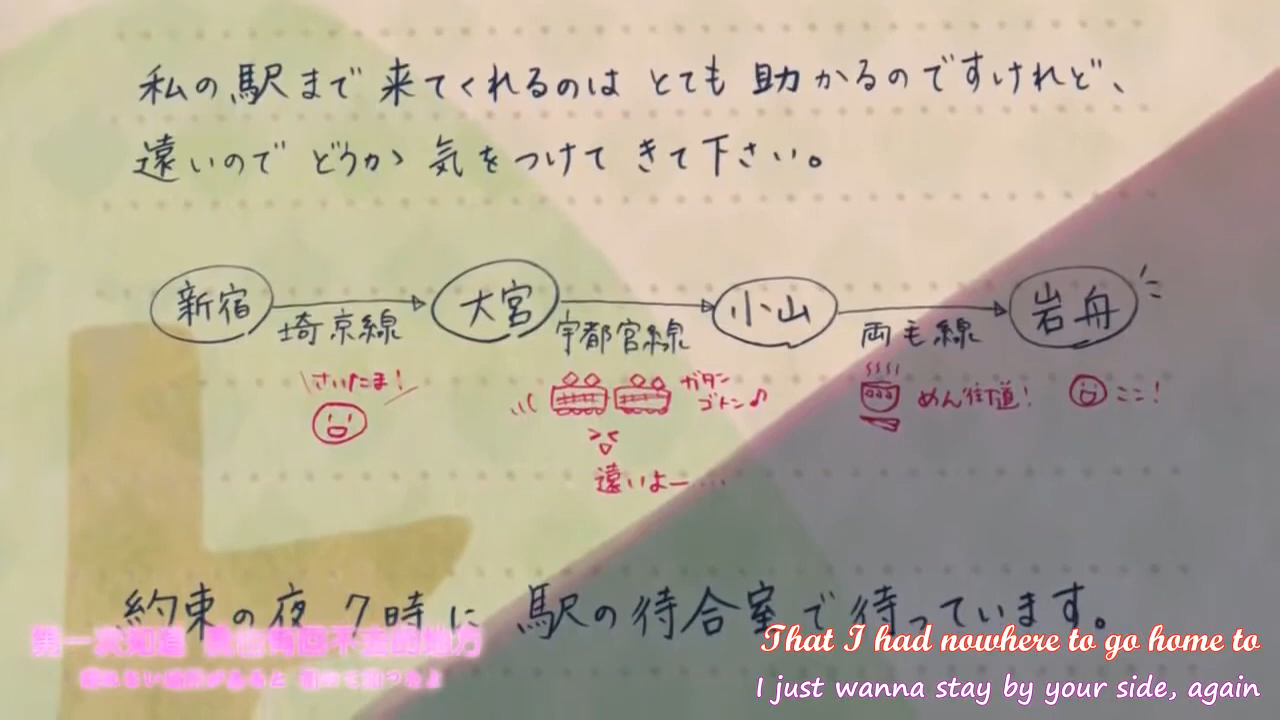 私の駅まで来てくれるのはとても助かるのですけれど、
遠いのでどうか気をつけてきて下さい。
新宿 大宮 小山 岩舟
埼京線 宇都宮線 両毛線
さいたま! ガタン めん街道! ここ!
ゴトン♪
遠いよー……
約束の夜7時に駅の待合室で待っています。
That I had nowhere to go home to
I just wanna stay by your side, again